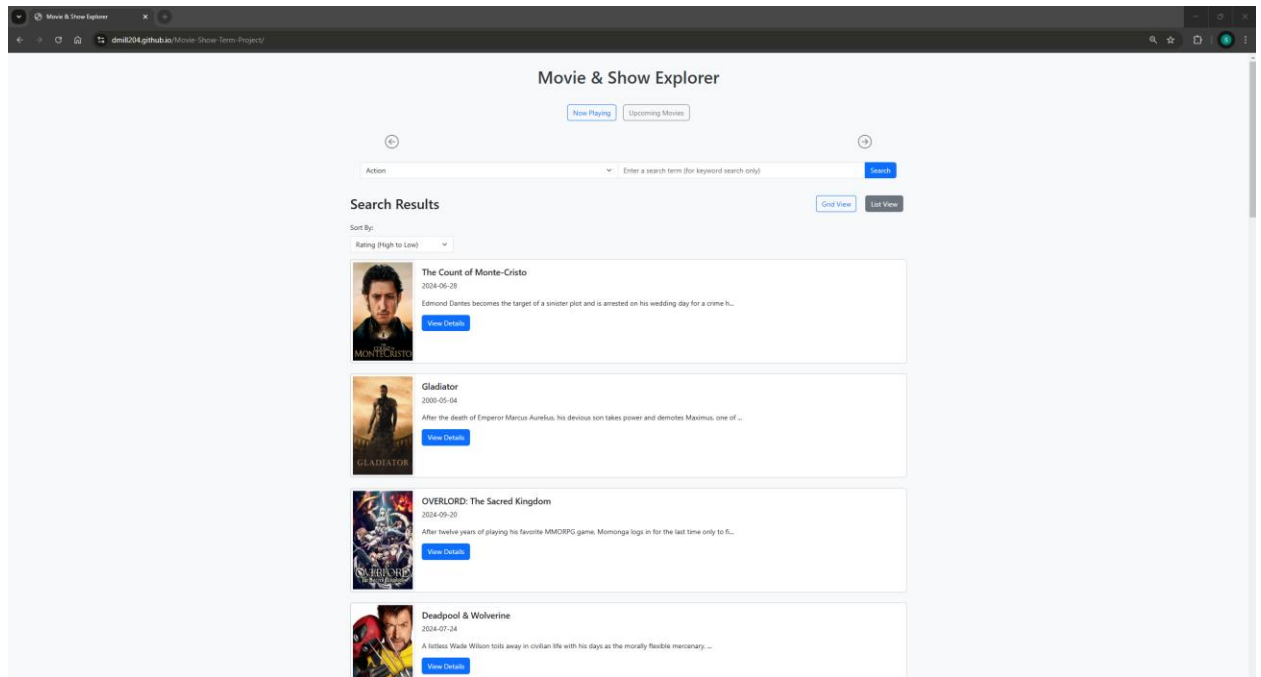 Movie & Show Explorer
dmill204.github.io/Movie-Show-Term-Project/
S
Movie & Show Explorer
Now Playing Upcoming Movies
Action Enter a search term (for keyword search only) Search
Search Results Grid View List View
Sort By:
Rating (High to Low)
The Count of Monte-Cristo
2024-06-28
Edmond Dantes becomes the target of a sinister plot and is arrested on his wedding day for a crime h...
View Details
MONTECRISTO
Gladiator
2000-05-04
After the death of Emperor Marcus Aurelius, his devious son takes power and demotes Maximus, one of ...
View Details
GLADIATOR
OVERLORD: The Sacred Kingdom
2024-09-20
After twelve years of playing his favorite MMORPG game, Momonga logs in for the last time only to fi...
View Details
OVERLORD
Deadpool & Wolverine
2024-07-24
A listless Wade Wilson toils away in civilian life with his days as the morally flexible mercenary, ...
View Details